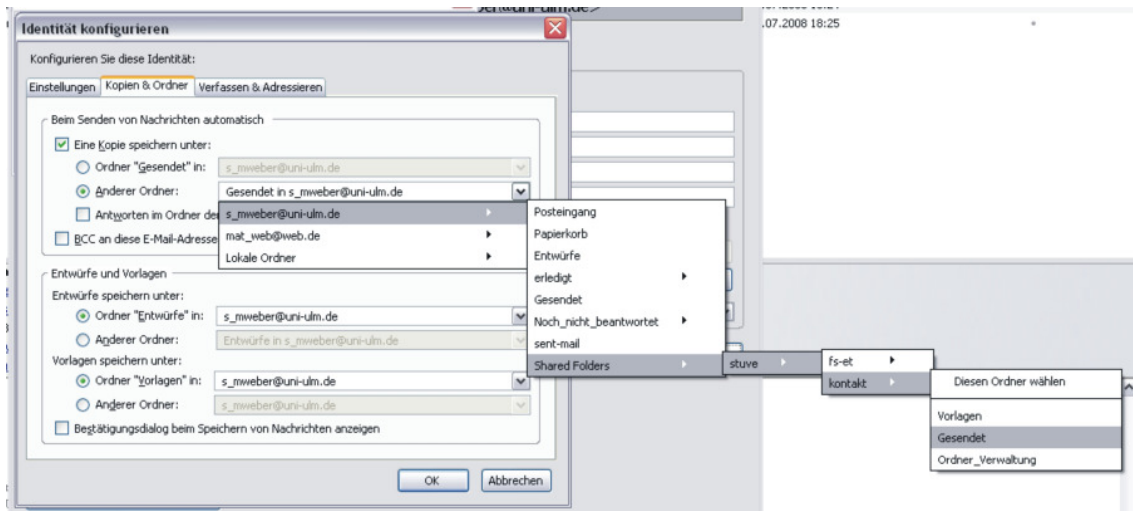 Identität konfigurieren
Konfigurieren Sie diese Identität:
Einstellungen Kopien & Ordner Verfassen & Adressieren
Beim Senden von Nachrichten automatisch
Eine Kopie speichern unter:
Ordner "Gesendet" in: s_mweber@uni-ulm.de
Anderer Ordner: Gesendet in s_mweber@uni-ulm.de
Antworten im Ordner der
BCC an diese E-Mail-Adresse
s_mweber@uni-ulm.de
mat_web@web.de
Lokale Ordner
Entwürfe und Vorlagen
Entwürfe speichern unter:
Ordner "Entwürfe" in: s_mweber@uni-ulm.de
Anderer Ordner: Entwürfe in s_mweber@uni-ulm.de
Vorlagen speichern unter:
Ordner "Vorlagen" in: s_mweber@uni-ulm.de
Anderer Ordner: s_mweber@uni-ulm.de
Bestätigungsdialog beim Speichern von Nachrichten anzeigen
OK Abbrechen
Posteingang
Papierkorb
Entwürfe
erledigt
Gesendet
Noch_nicht_beantwortet
sent-mail
Shared Folders
stuve
fs-et
kontakt
Diesen Ordner wählen
Vorlagen
Gesendet
Ordner_Verwaltung
.07.2008 18:25